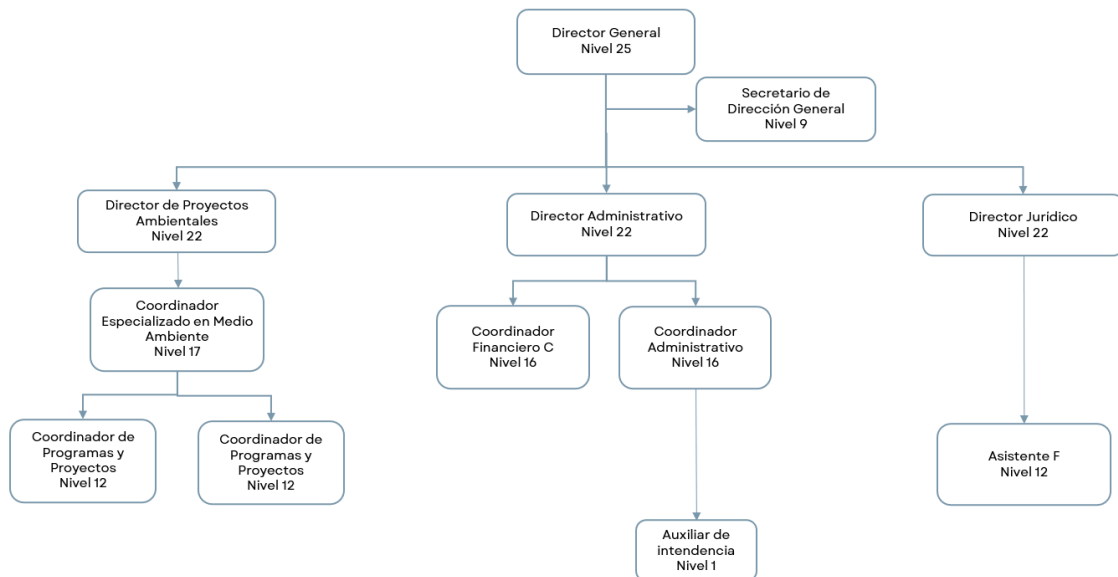 Director General
Nivel 25
Secretario de
Dirección General
Nivel 9
Director de Proyectos
Ambientales
Nivel 22
Director Administrativo
Nivel 22
Director Jurídico
Nivel 22
Coordinador
Especializado en Medio
Ambiente
Nivel 17
Coordinador
Financiero C
Nivel 16
Coordinador
Administrativo
Nivel 16
Coordinador de
Programas y
Proyectos
Nivel 12
Coordinador de
Programas y
Proyectos
Nivel 12
Asistente F
Nivel 12
Auxiliar de
intendencia
Nivel 1